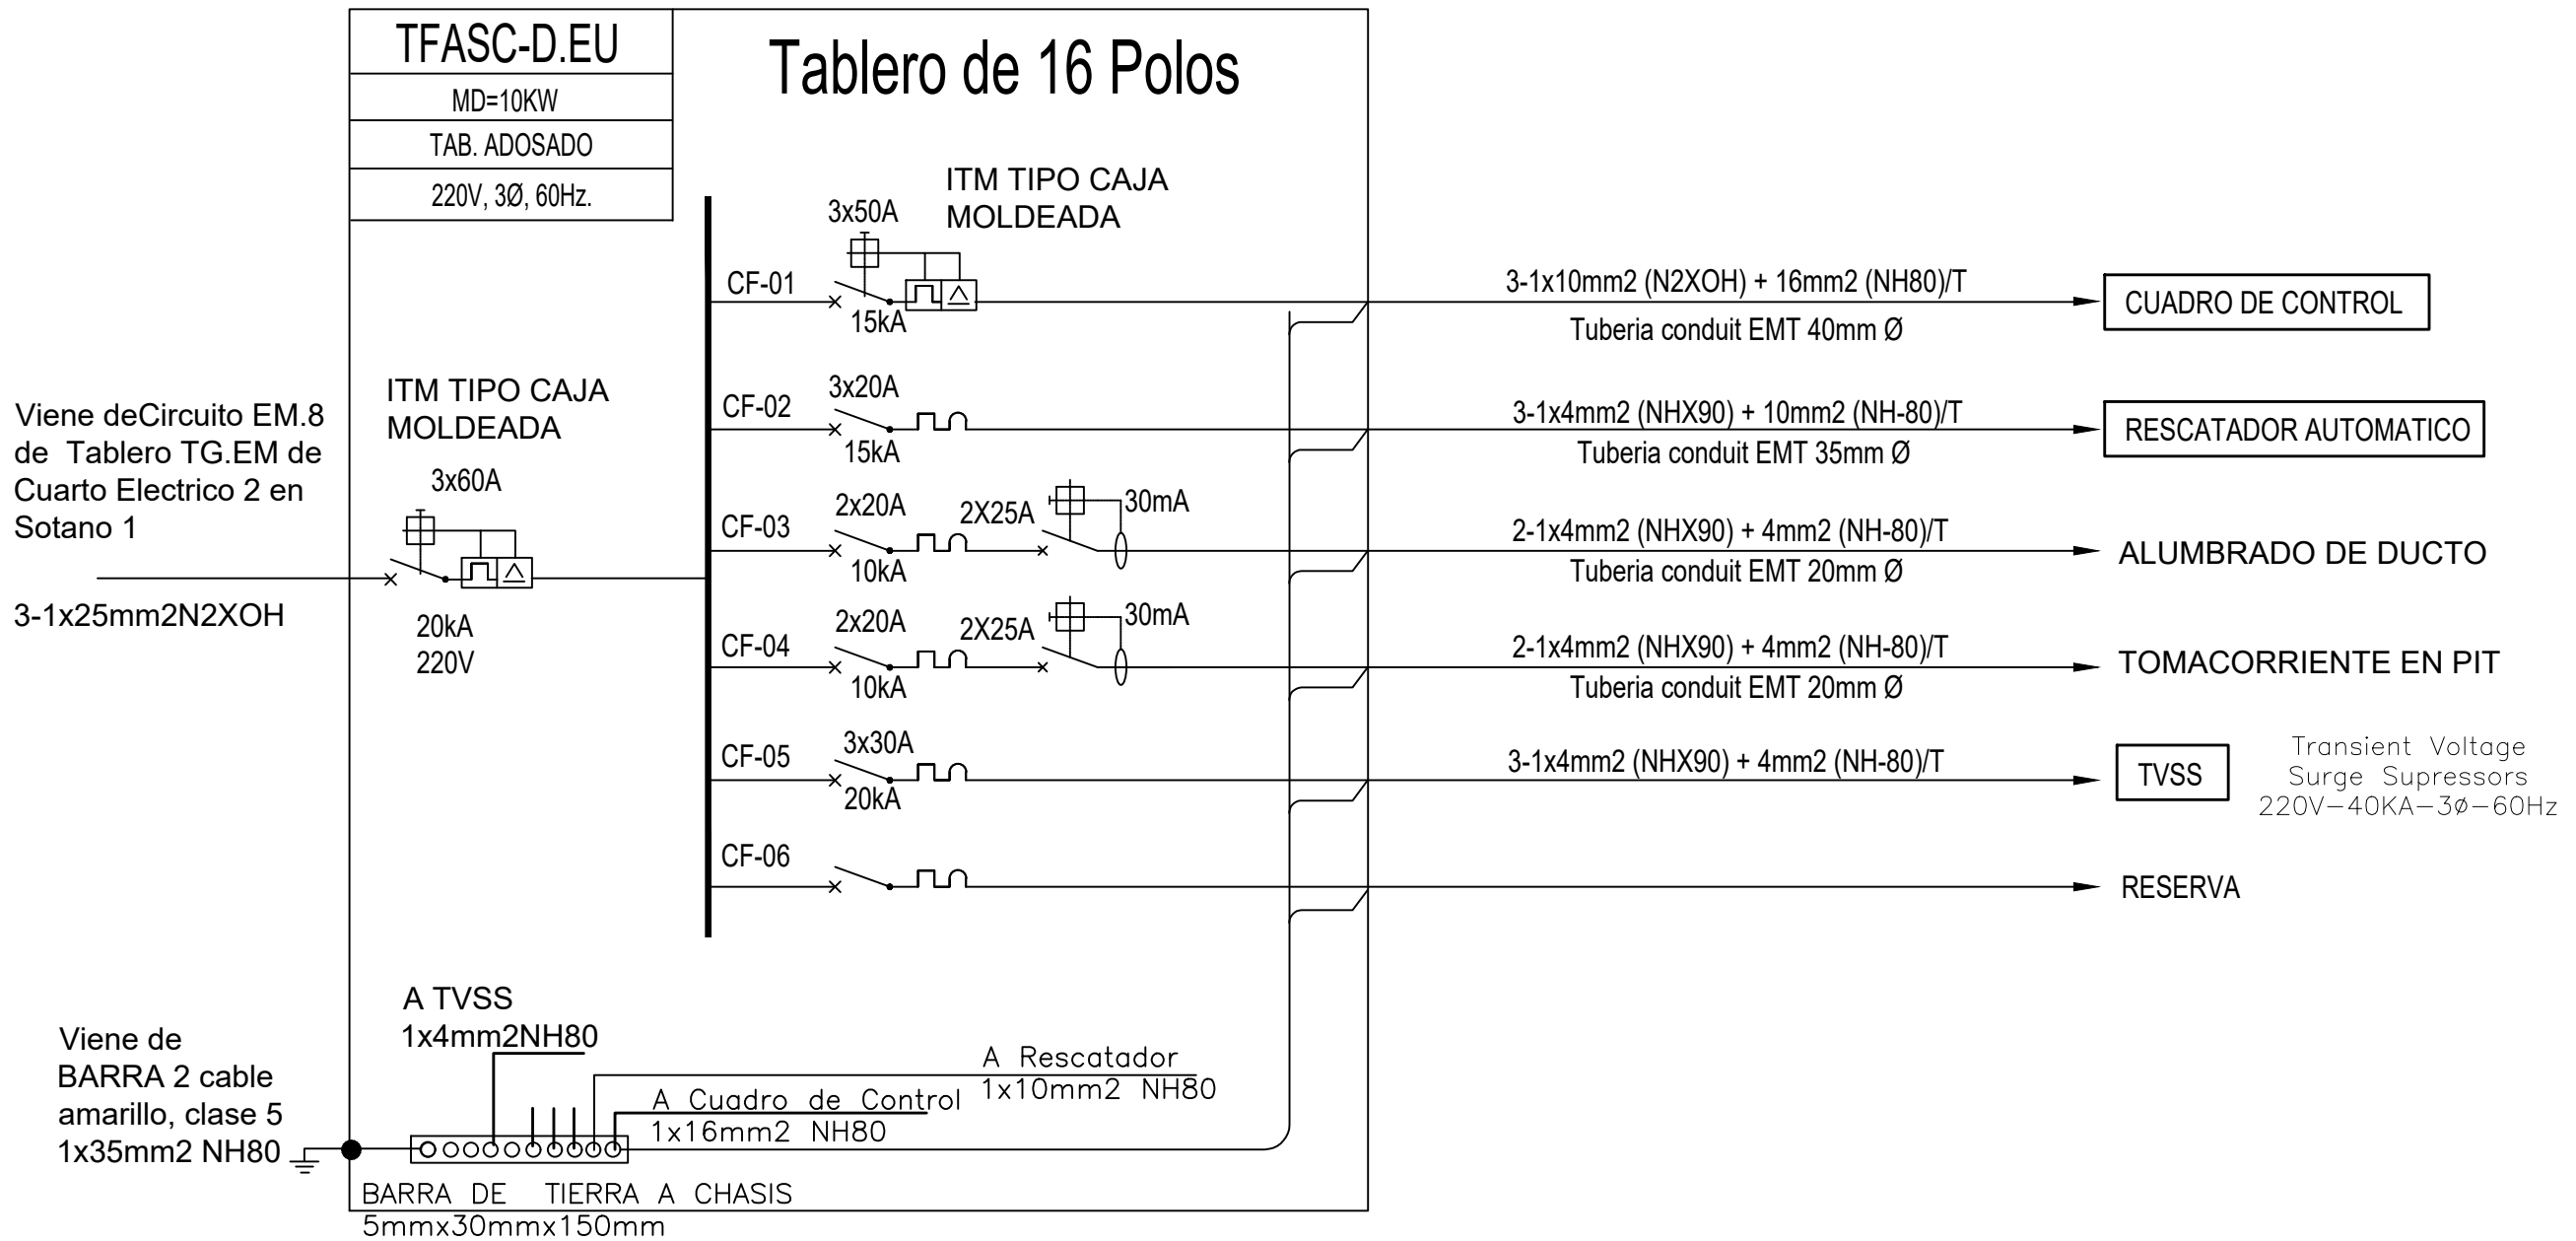 TFASC-D.EU
MD=10KW
TAB. ADOSADO
220V, 3Ø, 60Hz.
Tablero de 16 Polos
ITM TIPO CAJA
MOLDEADA
3x50A
CF-01
15kA
3-1x10mm2 (N2XOH) + 16mm2 (NH80)/T
Tuberia conduit EMT 40mm Ø
CUADRO DE CONTROL
Viene deCircuito EM.8
de Tablero TG.EM de
Cuarto Electrico 2 en
Sotano 1
3-1x25mm2N2XOH
ITM TIPO CAJA
MOLDEADA
3x60A
20kA
220V
3x20A
CF-02
15kA
3-1x4mm2 (NHX90) + 10mm2 (NH-80)/T
Tuberia conduit EMT 35mm Ø
RESCATADOR AUTOMATICO
2x20A
CF-03
10kA
2X25A
30mA
2-1x4mm2 (NHX90) + 4mm2 (NH-80)/T
Tuberia conduit EMT 20mm Ø
ALUMBRADO DE DUCTO
2x20A
CF-04
10kA
2X25A
30mA
2-1x4mm2 (NHX90) + 4mm2 (NH-80)/T
Tuberia conduit EMT 20mm Ø
TOMACORRIENTE EN PIT
3x30A
CF-05
20kA
3-1x4mm2 (NHX90) + 4mm2 (NH-80)/T
TVSS
Transient Voltage
Surge Supressors
220V-40KA-3ø-60Hz
CF-06
RESERVA
A TVSS
1x4mm2NH80
A Rescatador
1x10mm2 NH80
A Cuadro de Control
1x16mm2 NH80
Viene de
BARRA 2 cable
amarillo, clase 5
1x35mm2 NH80
BARRA DE TIERRA A CHASIS
5mmx30mmx150mm